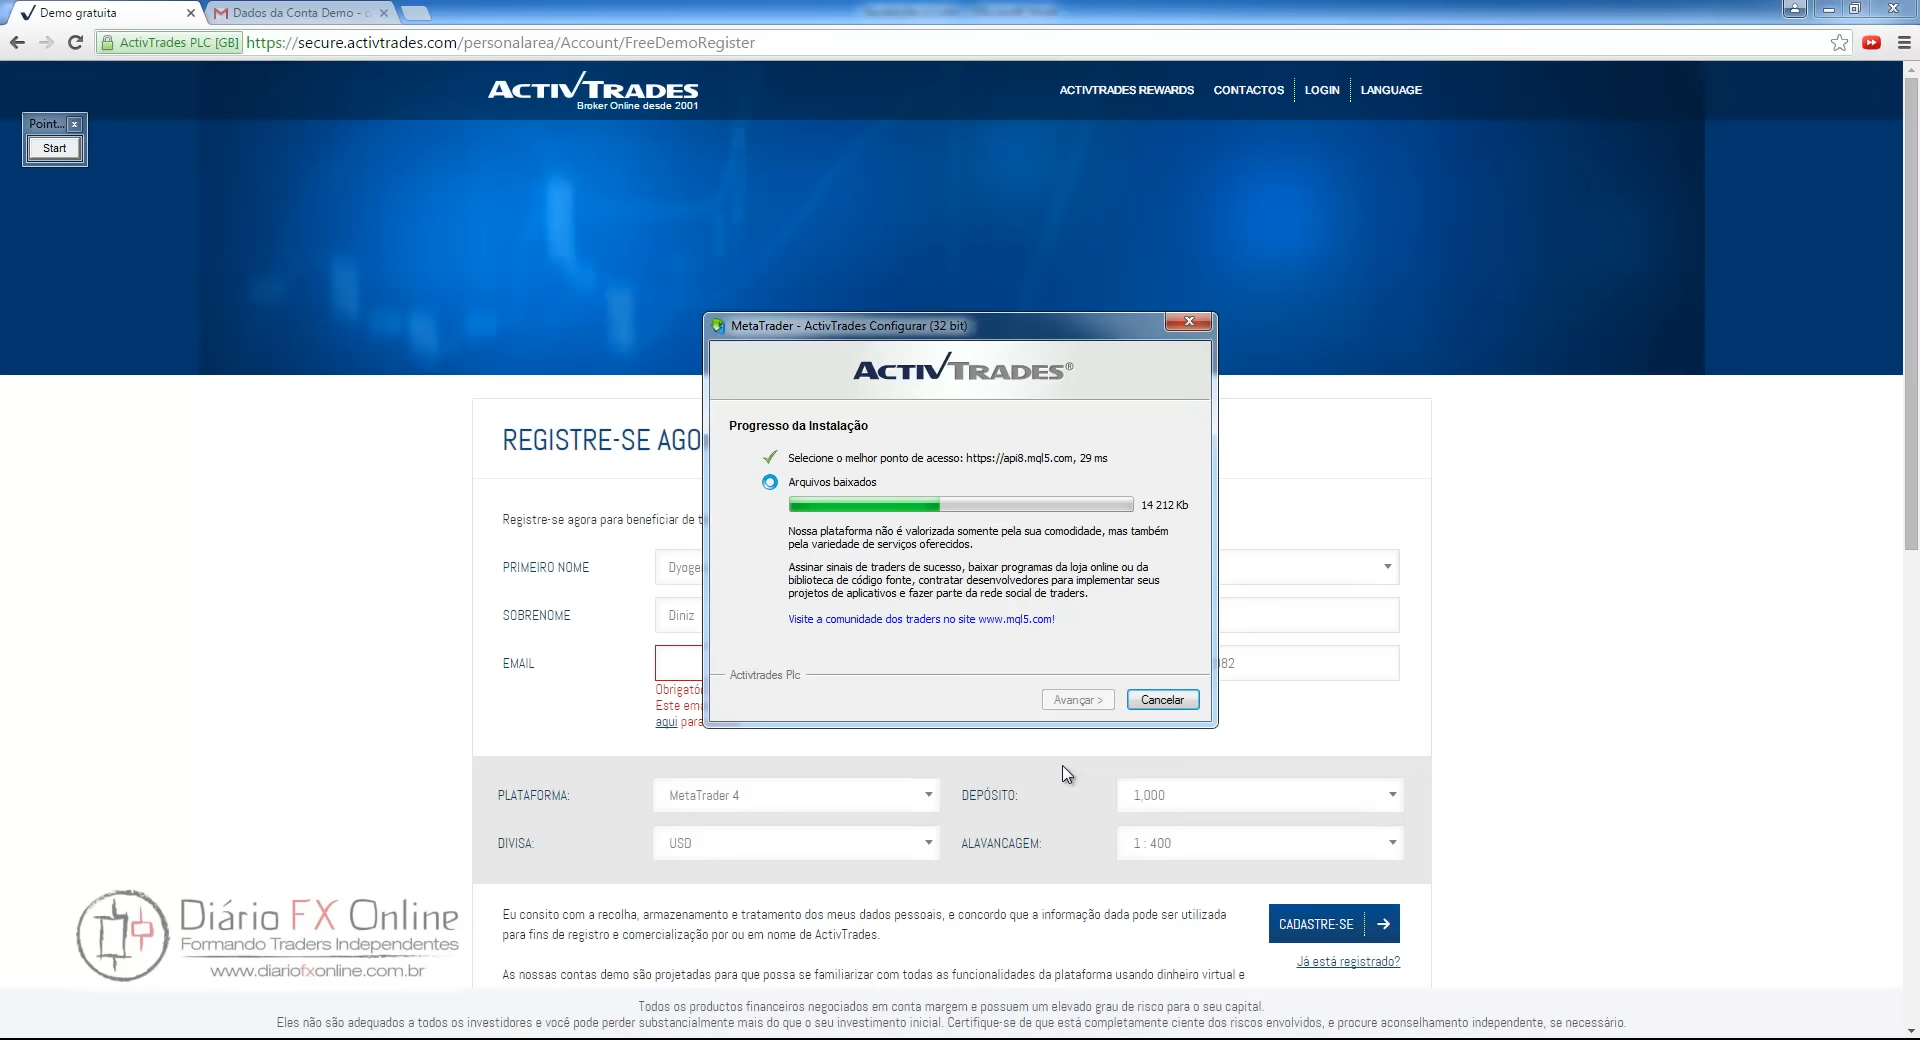 Demo gratuita
Dados da Conta Demo - c
ActivTrades PLC [GB]
https://secure.activtrades.com/personalarea/Account/FreeDemoRegister
ACTIVTRADES
Broker Online desde 2001
ACTIVTRADES REWARDS
CONTACTOS
LOGIN
LANGUAGE
Point...
Start
MetaTrader - ActivTrades Configurar (32 bit)
ACTIVTRADES®
Progresso da Instalação
Selecione o melhor ponto de acesso: https://api8.mql5.com, 29 ms
Arquivos baixados
14 212 Kb
Nossa plataforma não é valorizada somente pela sua comodidade, mas também
pela variedade de serviços oferecidos.
Assinar sinais de traders de sucesso, baixar programas da loja online ou da
biblioteca de código fonte, contratar desenvolvedores para implementar seus
projetos de aplicativos e fazer parte da rede social de traders.
Visite a comunidade dos traders no site www.mql5.com!
Activtrades Plc
Avançar >
Cancelar
REGISTRE-SE AGO
Registre-se agora para beneficiar de t
PRIMEIRO NOME
Dyoge
SOBRENOME
Diniz
EMAIL
82
Obrigató
Este ema
aqui para
PLATAFORMA:
MetaTrader 4
DEPÓSITO:
1,000
DIVISA:
USD
ALAVANCAGEM:
1 : 400
Eu consito com a recolha, armazenamento e tratamento dos meus dados pessoais, e concordo que a informação dada pode ser utilizada
para fins de registro e comercialização por ou em nome de ActivTrades.
CADASTRE-SE
Já está registrado?
As nossas contas demo são projetadas para que possa se familiarizar com todas as funcionalidades da plataforma usando dinheiro virtual e
Diário FX Online
Formando Traders Independentes
www.diariofxonline.com.br
Todos os produtos financeiros negociados em conta margem e possuem um elevado grau de risco para o seu capital.
Eles não são adequados a todos os investidores e você pode perder substancialmente mais do que o seu investimento inicial. Certifique-se de que está completamente ciente dos riscos envolvidos, e procure aconselhamento independente, se necessário.